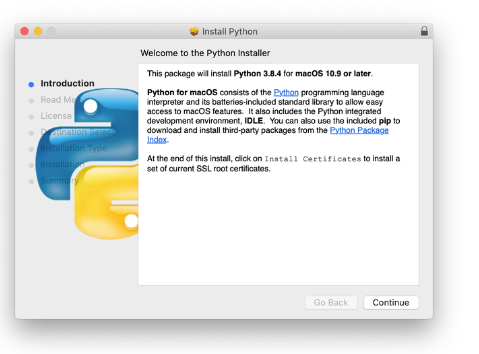 Install Python
Welcome to the Python Installer
Introduction
Read Me
License
Destination Select
Installation Type
Installation
Summary
This package will install Python 3.8.4 for macOS 10.9 or later.
Python for macOS consists of the Python programming language
interpreter and its batteries-included standard library to allow easy
access to macOS features. It also includes the Python integrated
development environment, IDLE. You can also use the included pip to
download and install third-party packages from the Python Package
Index.
At the end of this install, click on Install Certificates to install a
set of current SSL root certificates.
Go Back
Continue